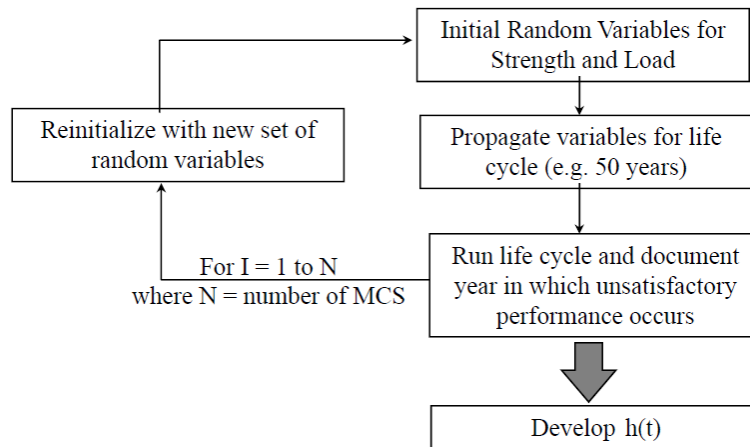 Initial Random Variables for
Strength and Load
Reinitialize with new set of
random variables
Propagate variables for life
cycle (e.g. 50 years)
For I = 1 to N
where N = number of MCS
Run life cycle and document
year in which unsatisfactory
performance occurs
Develop h(t)